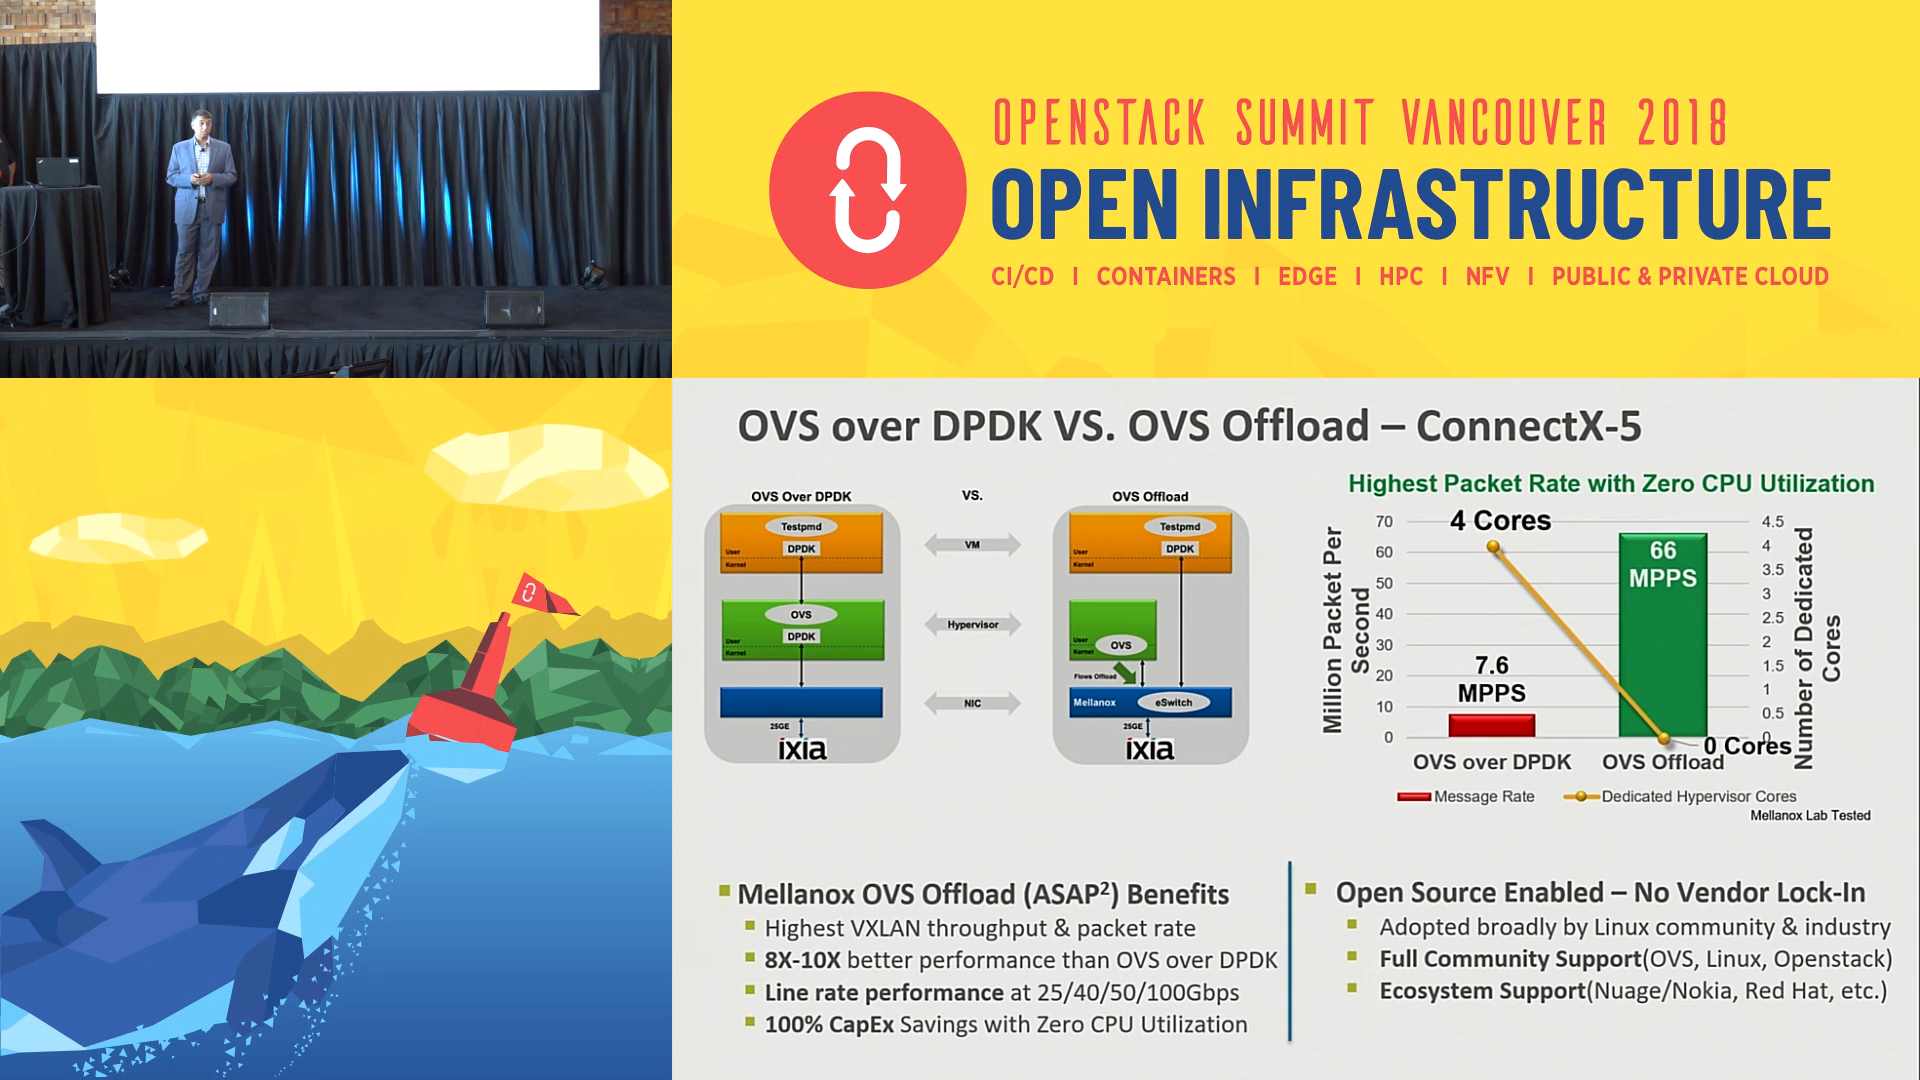 OPENSTACK SUMMIT VANCOUVER 2018
OPEN INFRASTRUCTURE
CI/CD | CONTAINERS | EDGE | HPC | NFV | PUBLIC & PRIVATE CLOUD
OVS over DPDK VS. OVS Offload – ConnectX-5
OVS Over DPDK
VS.
OVS Offload
Testpmd
DPDK
User
Kernel
VM
Testpmd
DPDK
User
Kernel
OVS
DPDK
User
Kernel
Hypervisor
User
Kernel
OVS
Flows Offload
NIC
Mellanox
eSwitch
25GE
ixia
25GE
ixia
Highest Packet Rate with Zero CPU Utilization
Million Packet Per Second
70
60
50
40
30
20
10
0
4 Cores
7.6 MPPS
66 MPPS
0 Cores
4.5
4
3.5
3
2.5
2
1.5
1
0.5
0
Number of Dedicated Cores
OVS over DPDK
OVS Offload
Message Rate
Dedicated Hypervisor Cores
Mellanox Lab Tested
Mellanox OVS Offload (ASAP²) Benefits
Highest VXLAN throughput & packet rate
8X-10X better performance than OVS over DPDK
Line rate performance at 25/40/50/100Gbps
100% CapEx Savings with Zero CPU Utilization
Open Source Enabled – No Vendor Lock-In
Adopted broadly by Linux community & industry
Full Community Support(OVS, Linux, Openstack)
Ecosystem Support(Nuage/Nokia, Red Hat, etc.)